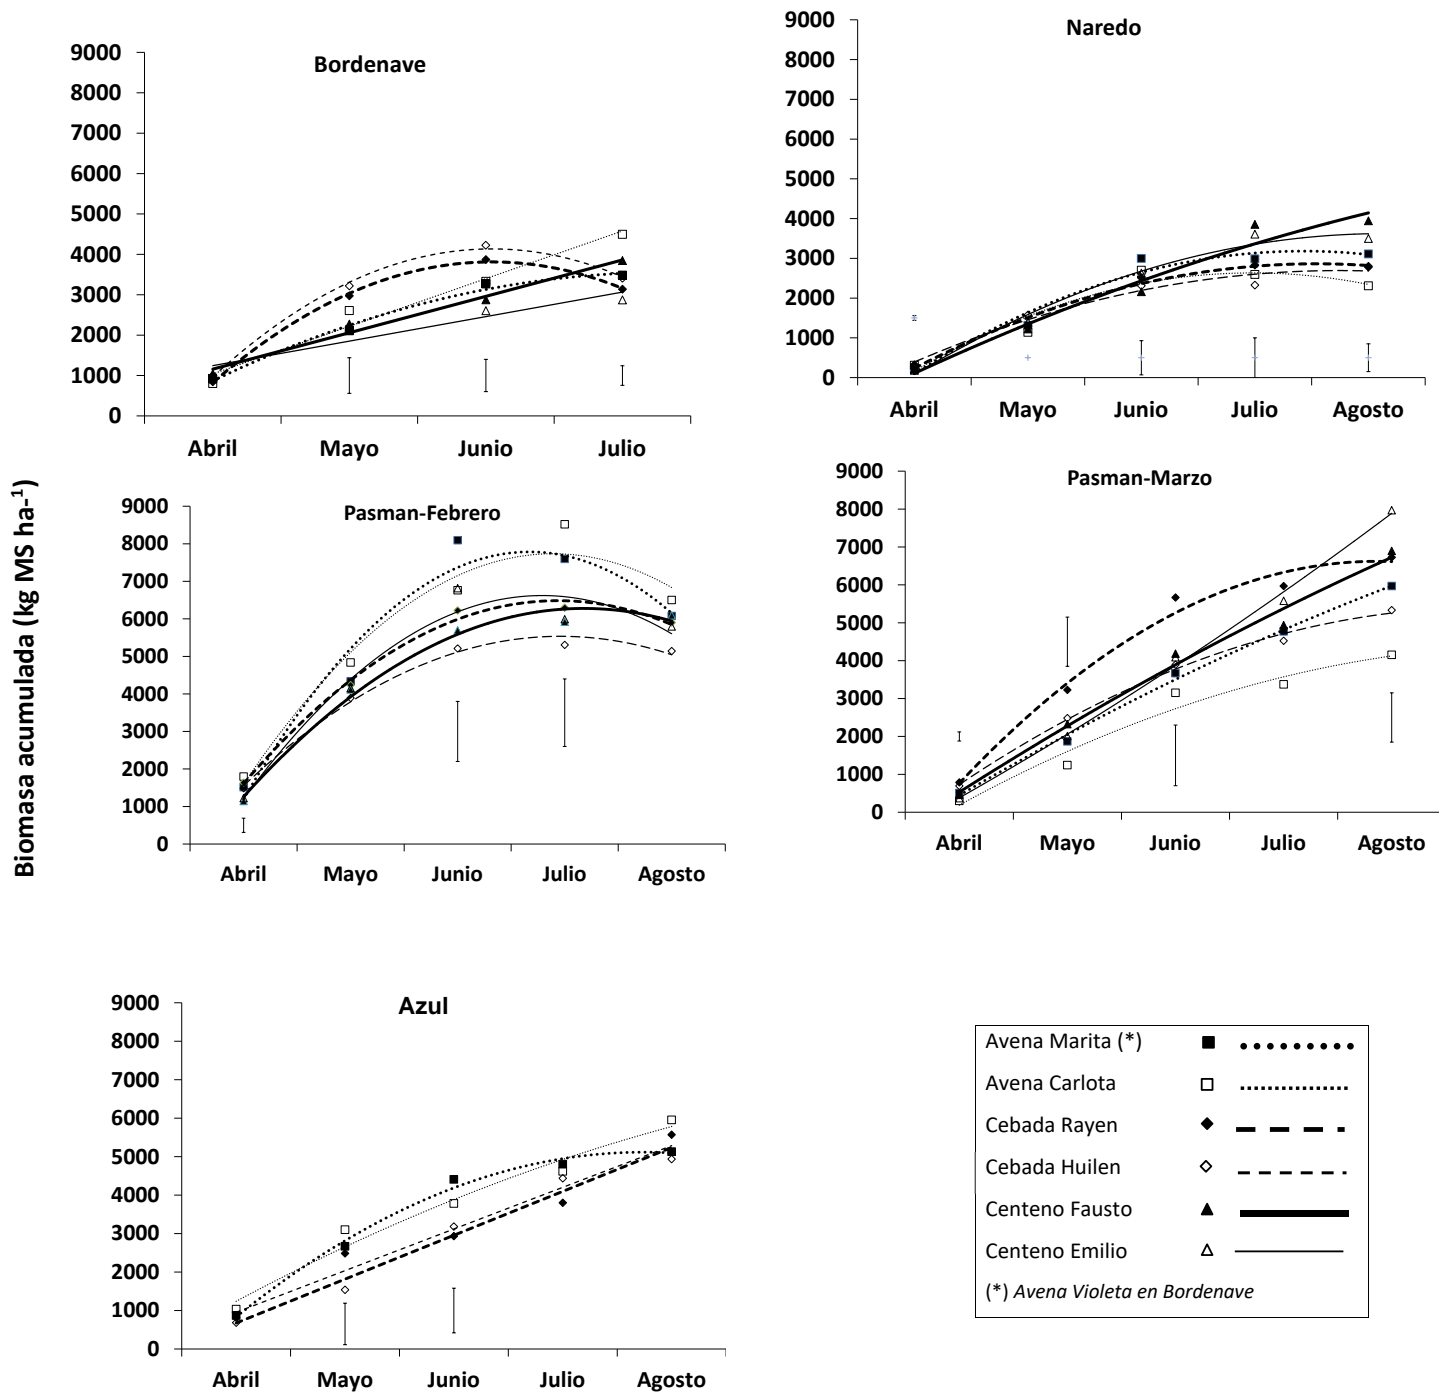 Biomasa acumulada (kg MS ha-¹)
Bordenave
9000
8000
7000
6000
5000
4000
3000
2000
1000
0
Abril Mayo Junio Julio
Naredo
9000
8000
7000
6000
5000
4000
3000
2000
1000
0
Abril Mayo Junio Julio Agosto
Pasman-Febrero
9000
8000
7000
6000
5000
4000
3000
2000
1000
0
Abril Mayo Junio Julio Agosto
Pasman-Marzo
9000
8000
7000
6000
5000
4000
3000
2000
1000
0
Abril Mayo Junio Julio Agosto
Azul
9000
8000
7000
6000
5000
4000
3000
2000
1000
0
Abril Mayo Junio Julio Agosto
Avena Marita (*)
Avena Carlota
Cebada Rayen
Cebada Huilen
Centeno Fausto
Centeno Emilio
(*) Avena Violeta en Bordenave